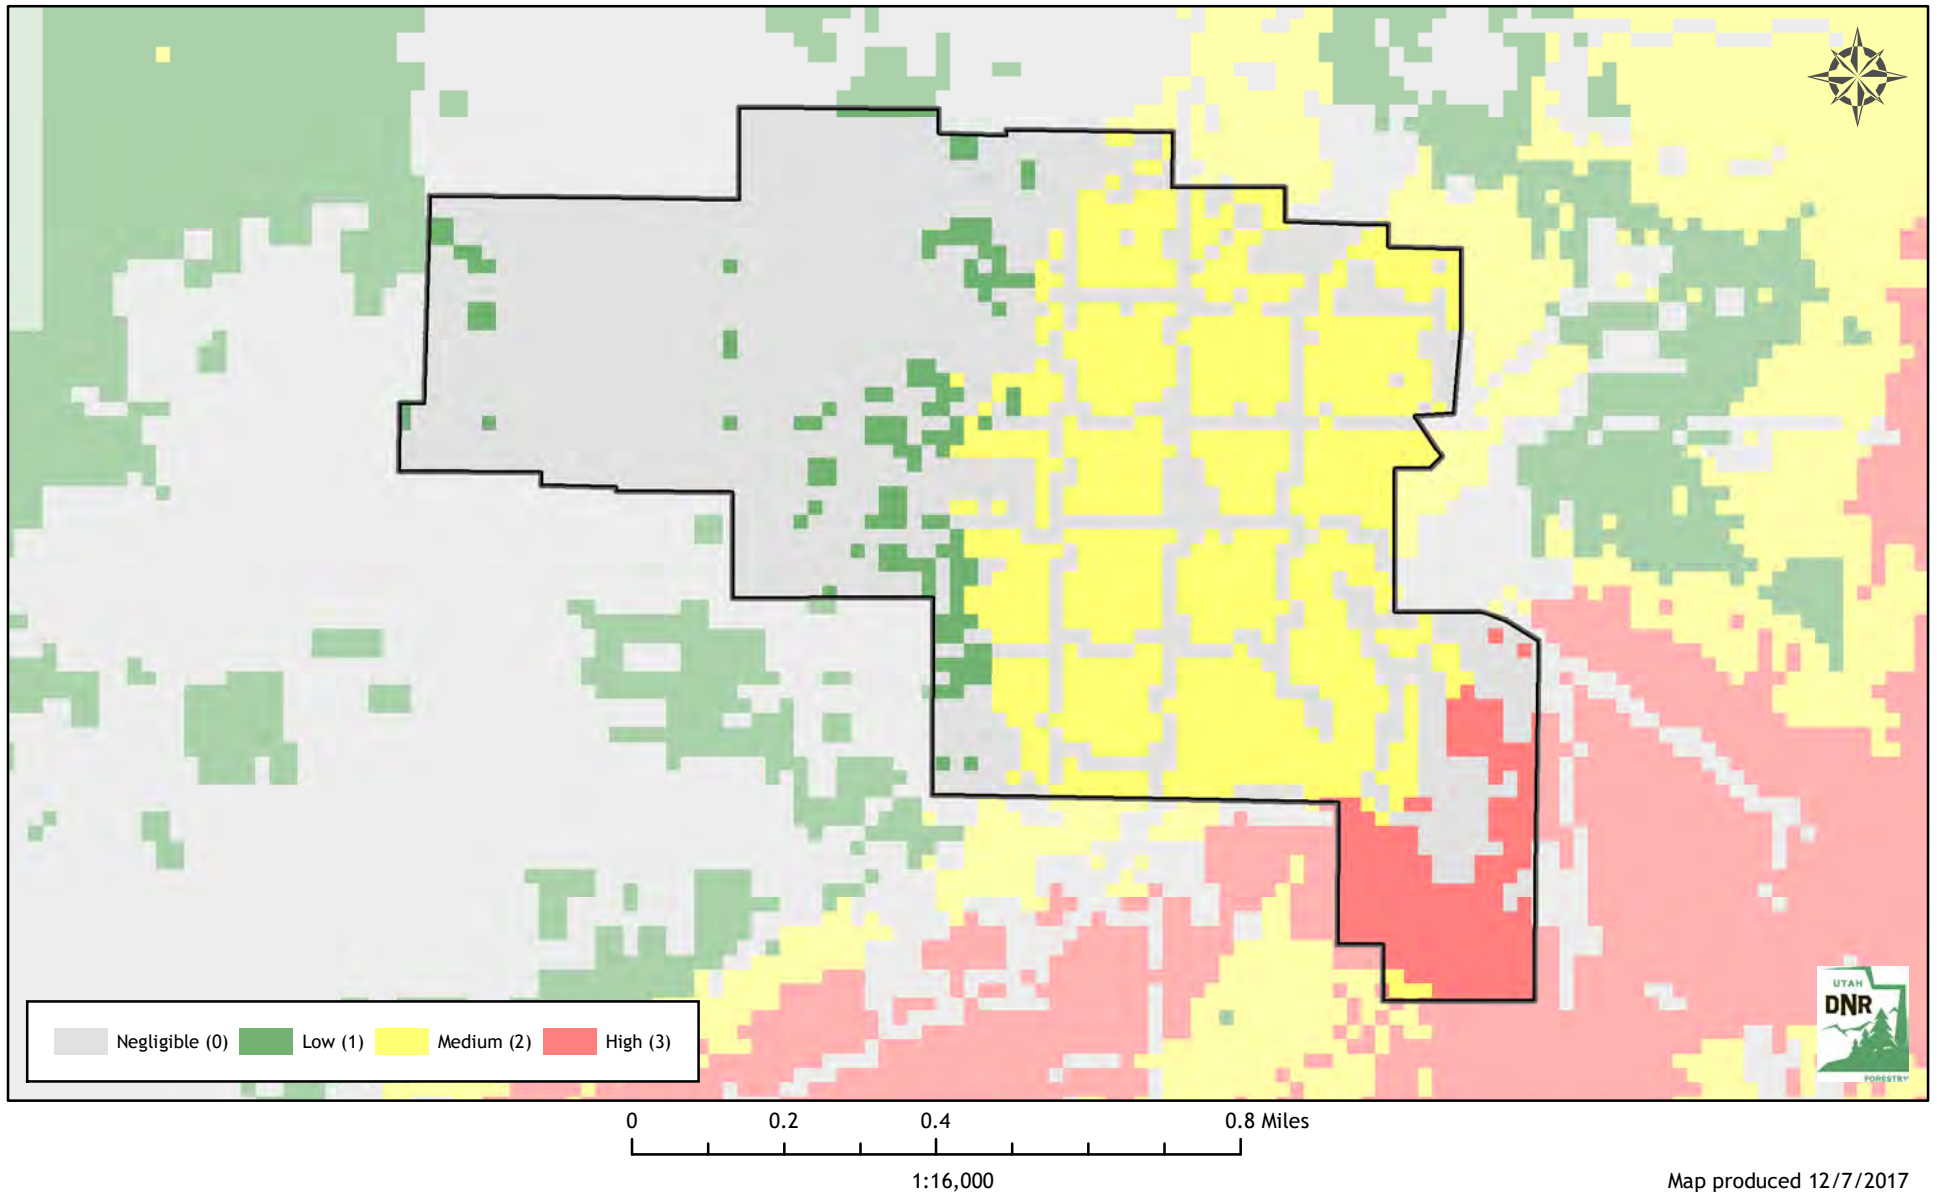 UTAH
DNR
FORESTRY
Negligible (0) Low (1) Medium (2) High (3)
0 0.2 0.4 0.8 Miles
1:16,000
Map produced 12/7/2017